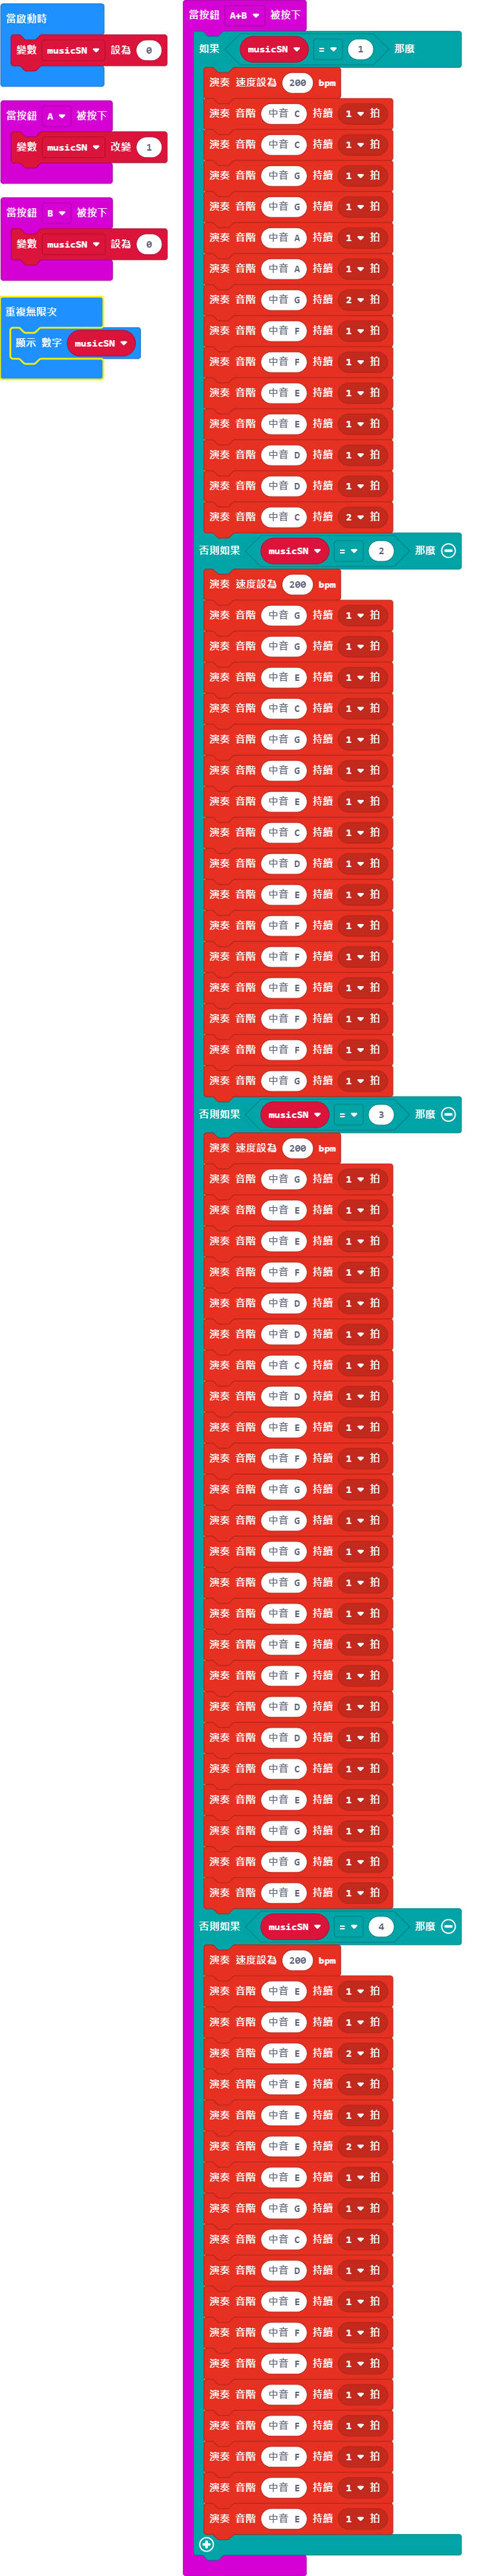 當啟動時
變數 musicSN 設為 0
當按鈕 A 被按下
變數 musicSN 改變 1
當按鈕 B 被按下
變數 musicSN 設為 0
重複無限次
顯示 數字 musicSN
當按鈕 A+B 被按下
如果 musicSN = 1 那麼
演奏 速度設為 200 bpm
演奏 音階 中音 C 持續 1 拍
演奏 音階 中音 C 持續 1 拍
演奏 音階 中音 G 持續 1 拍
演奏 音階 中音 G 持續 1 拍
演奏 音階 中音 A 持續 1 拍
演奏 音階 中音 A 持續 1 拍
演奏 音階 中音 G 持續 2 拍
演奏 音階 中音 F 持續 1 拍
演奏 音階 中音 F 持續 1 拍
演奏 音階 中音 E 持續 1 拍
演奏 音階 中音 E 持續 1 拍
演奏 音階 中音 D 持續 1 拍
演奏 音階 中音 D 持續 1 拍
演奏 音階 中音 C 持續 2 拍
否則如果 musicSN = 2 那麼
演奏 速度設為 200 bpm
演奏 音階 中音 G 持續 1 拍
演奏 音階 中音 G 持續 1 拍
演奏 音階 中音 E 持續 1 拍
演奏 音階 中音 C 持續 1 拍
演奏 音階 中音 G 持續 1 拍
演奏 音階 中音 G 持續 1 拍
演奏 音階 中音 E 持續 1 拍
演奏 音階 中音 C 持續 1 拍
演奏 音階 中音 D 持續 1 拍
演奏 音階 中音 E 持續 1 拍
演奏 音階 中音 F 持續 1 拍
演奏 音階 中音 F 持續 1 拍
演奏 音階 中音 E 持續 1 拍
演奏 音階 中音 F 持續 1 拍
演奏 音階 中音 F 持續 1 拍
演奏 音階 中音 G 持續 1 拍
否則如果 musicSN = 3 那麼
演奏 速度設為 200 bpm
演奏 音階 中音 G 持續 1 拍
演奏 音階 中音 E 持續 1 拍
演奏 音階 中音 E 持續 1 拍
演奏 音階 中音 F 持續 1 拍
演奏 音階 中音 D 持續 1 拍
演奏 音階 中音 D 持續 1 拍
演奏 音階 中音 C 持續 1 拍
演奏 音階 中音 D 持續 1 拍
演奏 音階 中音 E 持續 1 拍
演奏 音階 中音 F 持續 1 拍
演奏 音階 中音 G 持續 1 拍
演奏 音階 中音 G 持續 1 拍
演奏 音階 中音 G 持續 1 拍
演奏 音階 中音 G 持續 1 拍
演奏 音階 中音 E 持續 1 拍
演奏 音階 中音 E 持續 1 拍
演奏 音階 中音 F 持續 1 拍
演奏 音階 中音 D 持續 1 拍
演奏 音階 中音 D 持續 1 拍
演奏 音階 中音 C 持續 1 拍
演奏 音階 中音 E 持續 1 拍
演奏 音階 中音 G 持續 1 拍
演奏 音階 中音 G 持續 1 拍
演奏 音階 中音 E 持續 1 拍
否則如果 musicSN = 4 那麼
演奏 速度設為 200 bpm
演奏 音階 中音 E 持續 1 拍
演奏 音階 中音 E 持續 1 拍
演奏 音階 中音 E 持續 2 拍
演奏 音階 中音 E 持續 1 拍
演奏 音階 中音 E 持續 1 拍
演奏 音階 中音 E 持續 2 拍
演奏 音階 中音 E 持續 1 拍
演奏 音階 中音 G 持續 1 拍
演奏 音階 中音 C 持續 1 拍
演奏 音階 中音 D 持續 1 拍
演奏 音階 中音 E 持續 1 拍
演奏 音階 中音 F 持續 1 拍
演奏 音階 中音 F 持續 1 拍
演奏 音階 中音 F 持續 1 拍
演奏 音階 中音 F 持續 1 拍
演奏 音階 中音 F 持續 1 拍
演奏 音階 中音 E 持續 1 拍
演奏 音階 中音 E 持續 1 拍